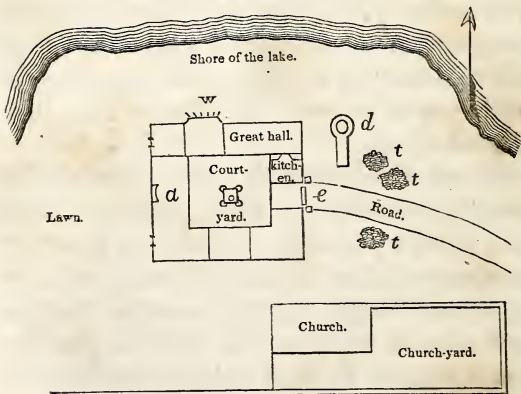 Shore of the lake.
w
Great hall.
d
t
Court-
kitch-
en.
t
a
e
yard.
Road.
Lawn.
t
Church.
Church-yard.